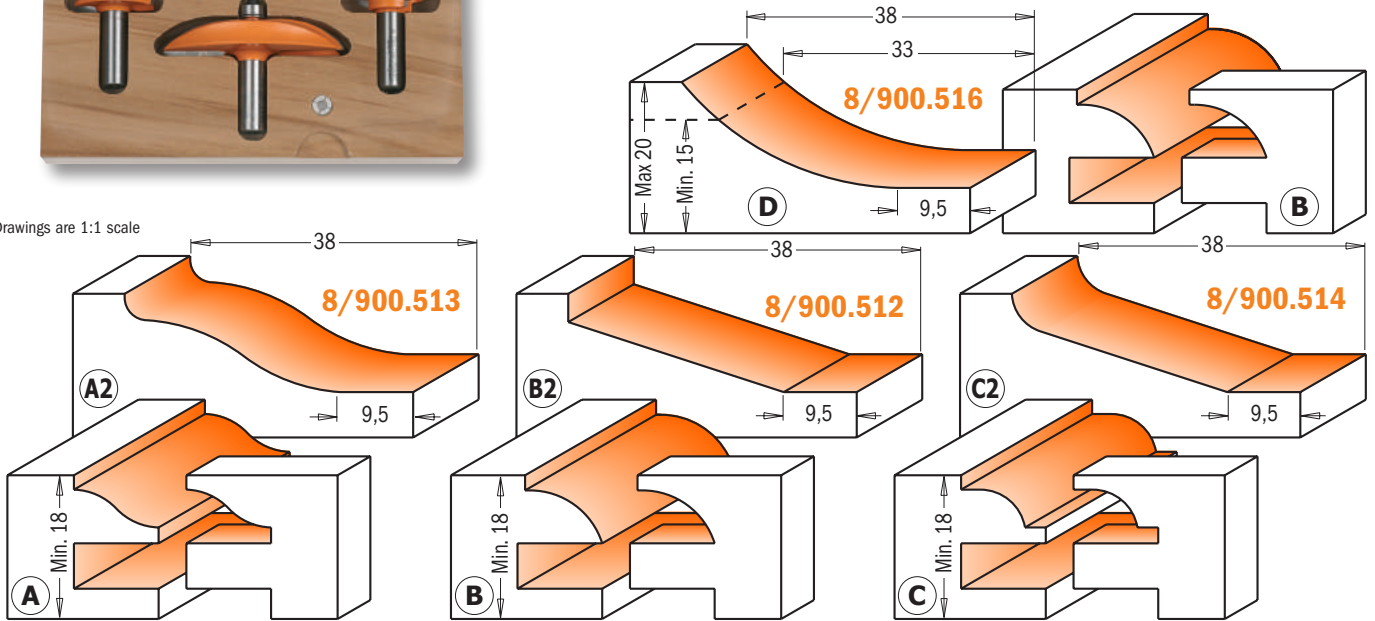 38
33
8/900.516
Max 20
Min. 15
D
9,5
B
Drawings are 1:1 scale
38
8/900.513
A2
9,5
38
8/900.512
B2
9,5
38
8/900.514
C2
9,5
Min. 18
A
Min. 18
B
Min. 18
C